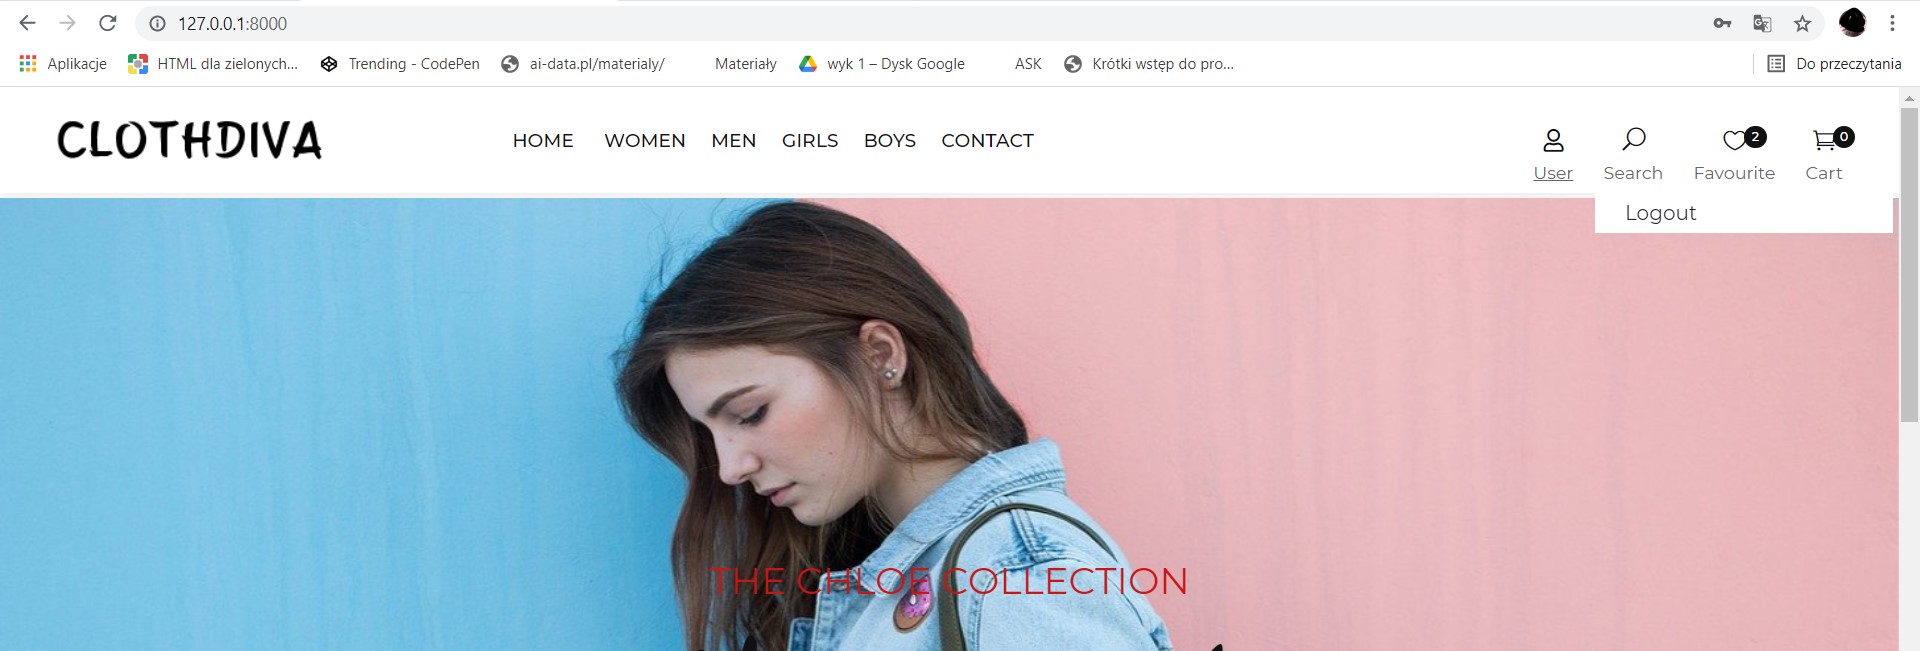 127.0.0.1:8000
Aplikacje
HTML dla zielonych...
Trending - CodePen
ai-data.pl/materialy/
Materiały
wyk 1 – Dysk Google
ASK
Krótki wstęp do pro...
Do przeczytania
CLOTHDIVA
HOME WOMEN MEN GIRLS BOYS CONTACT
2
0
User Search Favourite Cart
Logout
THE CHLOE COLLECTION